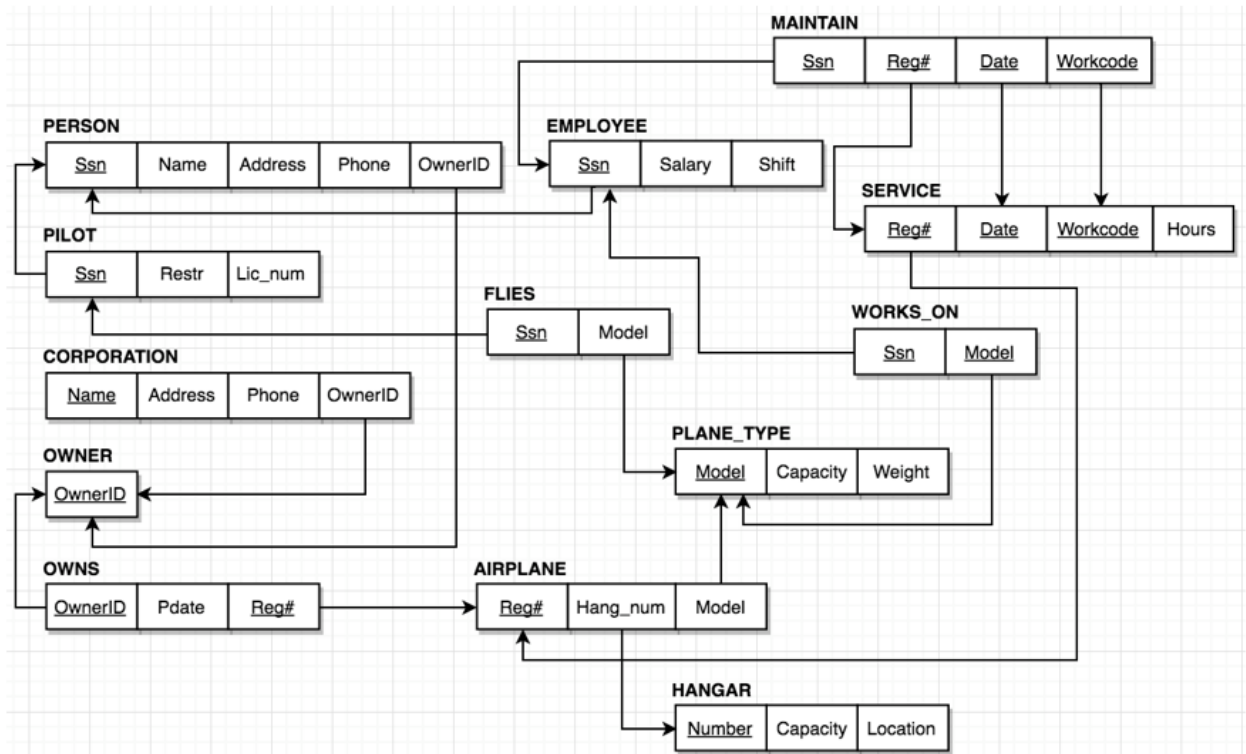 MAINTAIN
Ssn Reg# Date Workcode
PERSON
Ssn Name Address Phone OwnerID
EMPLOYEE
Ssn Salary Shift
SERVICE
Reg# Date Workcode Hours
PILOT
Ssn Restr Lic_num
FLIES
Ssn Model
WORKS_ON
Ssn Model
CORPORATION
Name Address Phone OwnerID
PLANE_TYPE
Model Capacity Weight
OWNER
OwnerID
OWNS
OwnerID Pdate Reg#
AIRPLANE
Reg# Hang_num Model
HANGAR
Number Capacity Location